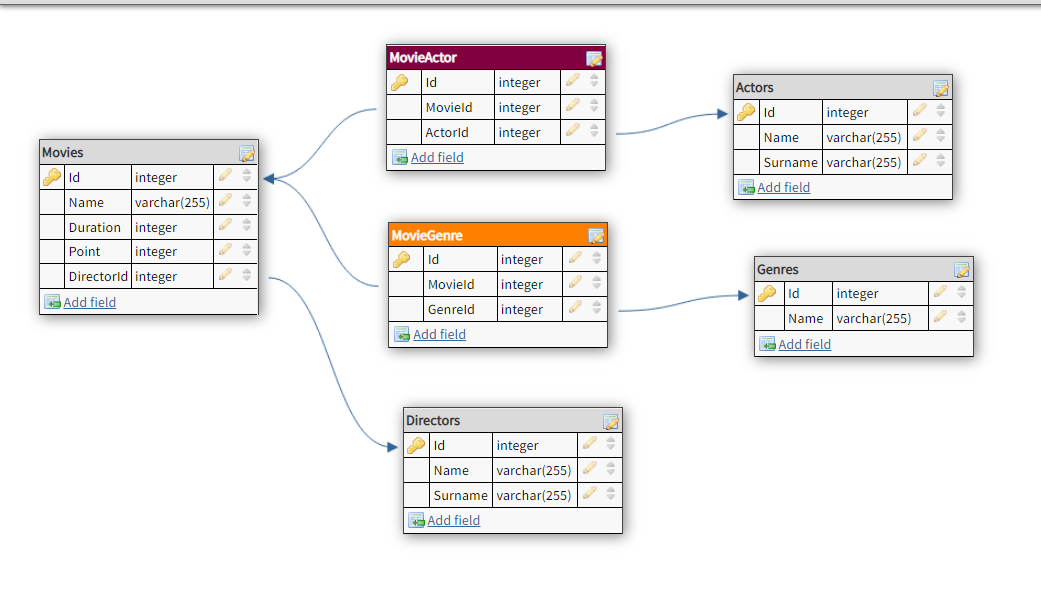 MovieActor
Id integer
MovieId integer
ActorId integer
Add field
Actors
Id integer
Name varchar(255)
Surname varchar(255)
Add field
Movies
Id integer
Name varchar(255)
Duration integer
Point integer
DirectorId integer
Add field
MovieGenre
Id integer
MovieId integer
GenreId integer
Add field
Genres
Id integer
Name varchar(255)
Add field
Directors
Id integer
Name varchar(255)
Surname varchar(255)
Add field